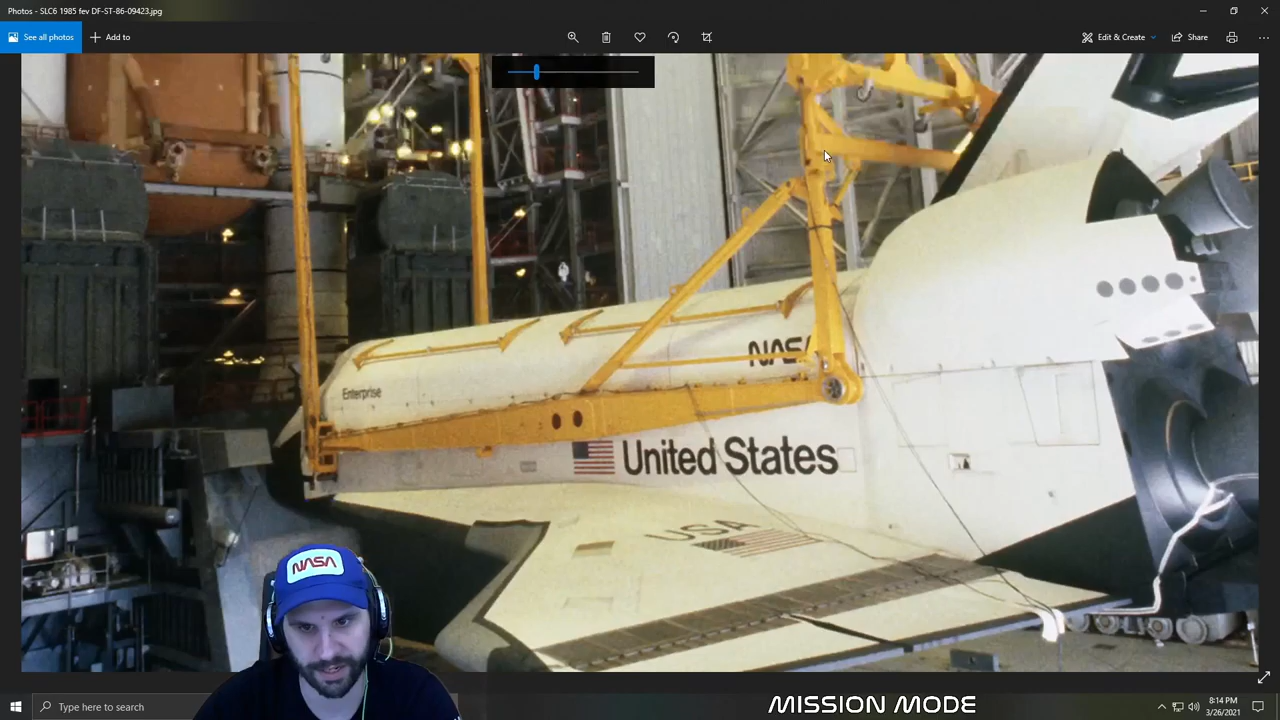 Photos - SLC6 1985 fev DF-ST-86-09423.jpg
See all photos
Add to
Edit & Create
Share
NASA
Enterprise
United States
USA
NASA
MISSION MODE
Type here to search
8:14 PM
3/26/2021